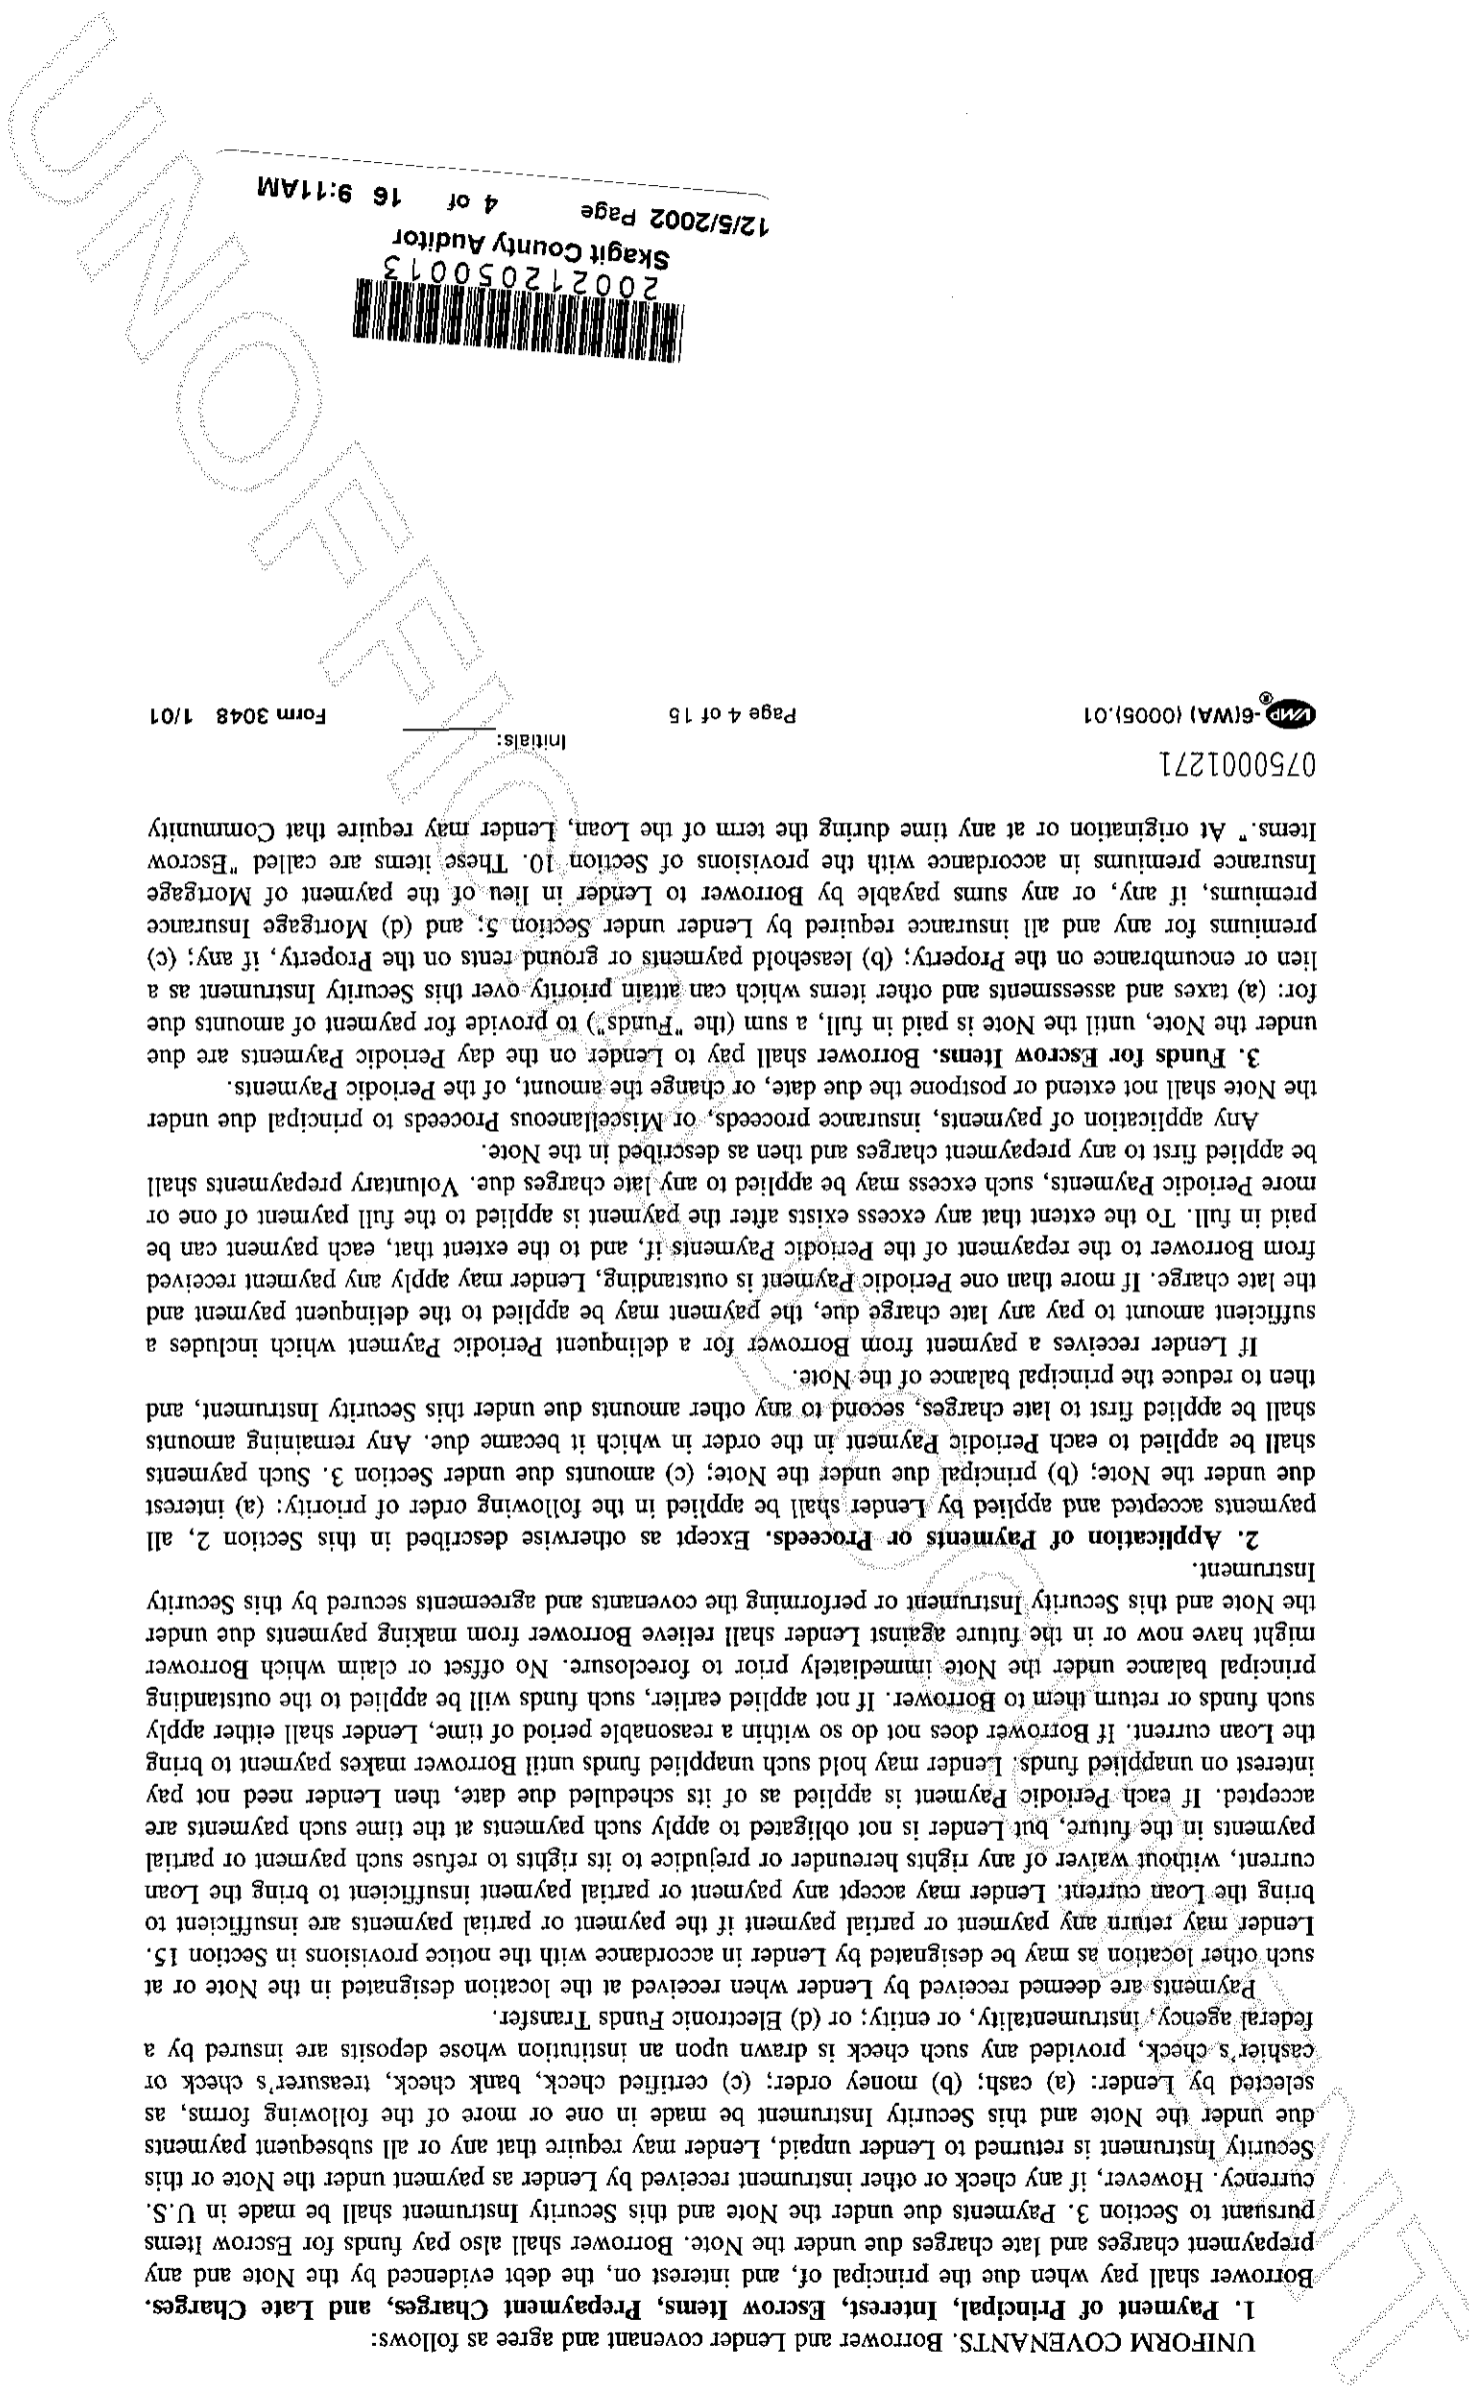 UNIFORM COVENANTS. Borrower and Lender covenant and agree as follows:
1. Payment of Principal, Interest, Escrow Items, Prepayment Charges, and Late Charges.
Borrower shall pay when due the principal of, and interest on, the debt evidenced by the Note and any
prepayment charges and late charges due under the Note. Borrower shall also pay funds for Escrow Items
pursuant to Section 3. Payments due under the Note and this Security Instrument shall be made in U.S.
currency. However, if any check or other instrument received by Lender as payment under the Note or this
Security Instrument is returned to Lender unpaid, Lender may require that any or all subsequent payments
due under the Note and this Security Instrument be made in one or more of the following forms, as
selected by Lender: (a) cash; (b) money order; (c) certified check, bank check, treasurer's check or
cashier's check, provided any such check is drawn upon an institution whose deposits are insured by a
federal agency, instrumentality, or entity; or (d) Electronic Funds Transfer.
Payments are deemed received by Lender when received at the location designated in the Note or at
such other location as may be designated by Lender in accordance with the notice provisions in Section 15.
Lender may return any payment or partial payment if the payment or partial payments are insufficient to
bring the Loan current. Lender may accept any payment or partial payment insufficient to bring the Loan
current, without waiver of any rights hereunder or prejudice to its rights to refuse such payment or partial
payments in the future, but Lender is not obligated to apply such payments at the time such payments are
accepted. If each Periodic Payment is applied as of its scheduled due date, then Lender need not pay
interest on unapplied funds. Lender may hold such unapplied funds until Borrower makes payment to bring
the Loan current. If Borrower does not do so within a reasonable period of time, Lender shall either apply
such funds or return them to Borrower. If not applied earlier, such funds will be applied to the outstanding
principal balance under the Note immediately prior to foreclosure. No offset or claim which Borrower
might have now or in the future against Lender shall relieve Borrower from making payments due under
the Note and this Security Instrument or performing the covenants and agreements secured by this Security
Instrument.
2. Application of Payments or Proceeds. Except as otherwise described in this Section 2, all
payments accepted and applied by Lender shall be applied in the following order of priority: (a) interest
due under the Note; (b) principal due under the Note; (c) amounts due under Section 3. Such payments
shall be applied to each Periodic Payment in the order in which it became due. Any remaining amounts
shall be applied first to late charges, second to any other amounts due under this Security Instrument, and
then to reduce the principal balance of the Note.
If Lender receives a payment from Borrower for a delinquent Periodic Payment which includes a
sufficient amount to pay any late charge due, the payment may be applied to the delinquent payment and
the late charge. If more than one Periodic Payment is outstanding, Lender may apply any payment received
from Borrower to the repayment of the Periodic Payments if, and to the extent that, each payment can be
paid in full. To the extent that any excess exists after the payment is applied to the full payment of one or
more Periodic Payments, such excess may be applied to any late charges due. Voluntary prepayments shall
be applied first to any prepayment charges and then as described in the Note.
Any application of payments, insurance proceeds, or Miscellaneous Proceeds to principal due under
the Note shall not extend or postpone the due date, or change the amount, of the Periodic Payments.
3. Funds for Escrow Items. Borrower shall pay to Lender on the day Periodic Payments are due
under the Note, until the Note is paid in full, a sum (the "Funds") to provide for payment of amounts due
for: (a) taxes and assessments and other items which can attain priority over this Security Instrument as a
lien or encumbrance on the Property; (b) leasehold payments or ground rents on the Property, if any; (c)
premiums for any and all insurance required by Lender under Section 5; and (d) Mortgage Insurance
premiums, if any, or any sums payable by Borrower to Lender in lieu of the payment of Mortgage
Insurance premiums in accordance with the provisions of Section 10. These items are called "Escrow
Items." At origination or at any time during the term of the Loan, Lender may require that Community
0750001271
Initials:
VMP®-6(WA) (0005).01 Page 4 of 15 Form 3048 1/01
200212050013
Skagit County Auditor
12/5/2002 Page 4 of 16 9:11AM
UNOFFICIAL DOCUMENT